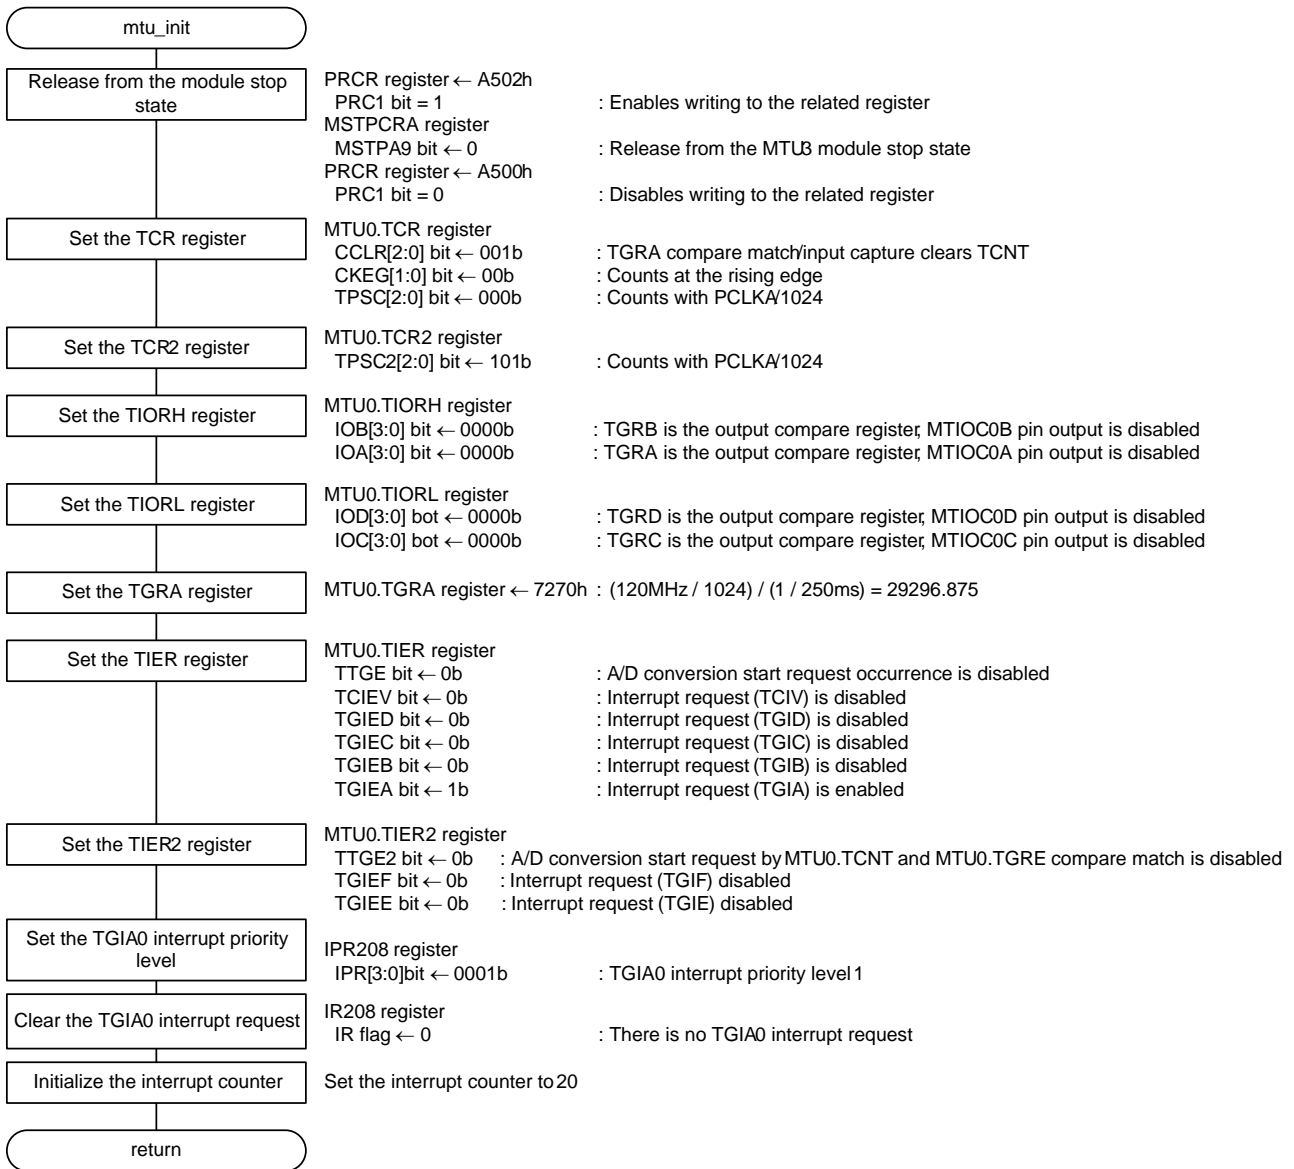 mtu_init
Release from the module stop
state
PRCR register ← A502h
PRC1 bit = 1 : Enables writing to the related register
MSTPCRA register
MSTPA9 bit ← 0 : Release from the MTU3 module stop state
PRCR register ← A500h
PRC1 bit = 0 : Disables writing to the related register
Set the TCR register
MTU0.TCR register
CCLR[2:0] bit ← 001b : TGRA compare match/input capture clears TCNT
CKEG[1:0] bit ← 00b : Counts at the rising edge
TPSC[2:0] bit ← 000b : Counts with PCLKA/1024
Set the TCR2 register
MTU0.TCR2 register
TPSC2[2:0] bit ← 101b : Counts with PCLKA/1024
Set the TIORH register
MTU0.TIORH register
IOB[3:0] bit ← 0000b : TGRB is the output compare register, MTIOC0B pin output is disabled
IOA[3:0] bit ← 0000b : TGRA is the output compare register, MTIOC0A pin output is disabled
Set the TIORL register
MTU0.TIORL register
IOD[3:0] bot ← 0000b : TGRD is the output compare register, MTIOC0D pin output is disabled
IOC[3:0] bot ← 0000b : TGRC is the output compare register, MTIOC0C pin output is disabled
Set the TGRA register
MTU0.TGRA register ← 7270h : (120MHz / 1024) / (1 / 250ms) = 29296.875
Set the TIER register
MTU0.TIER register
TTGE bit ← 0b : A/D conversion start request occurrence is disabled
TCIEV bit ← 0b : Interrupt request (TCIV) is disabled
TGIED bit ← 0b : Interrupt request (TGID) is disabled
TGIEC bit ← 0b : Interrupt request (TGIC) is disabled
TGIEB bit ← 0b : Interrupt request (TGIB) is disabled
TGIEA bit ← 1b : Interrupt request (TGIA) is enabled
Set the TIER2 register
MTU0.TIER2 register
TTGE2 bit ← 0b : A/D conversion start request by MTU0.TCNT and MTU0.TGRE compare match is disabled
TGIEF bit ← 0b : Interrupt request (TGIF) disabled
TGIEE bit ← 0b : Interrupt request (TGIE) disabled
Set the TGIA0 interrupt priority
level
IPR208 register
IPR[3:0]bit ← 0001b : TGIA0 interrupt priority level 1
Clear the TGIA0 interrupt request
IR208 register
IR flag ← 0 : There is no TGIA0 interrupt request
Initialize the interrupt counter
Set the interrupt counter to 20
return